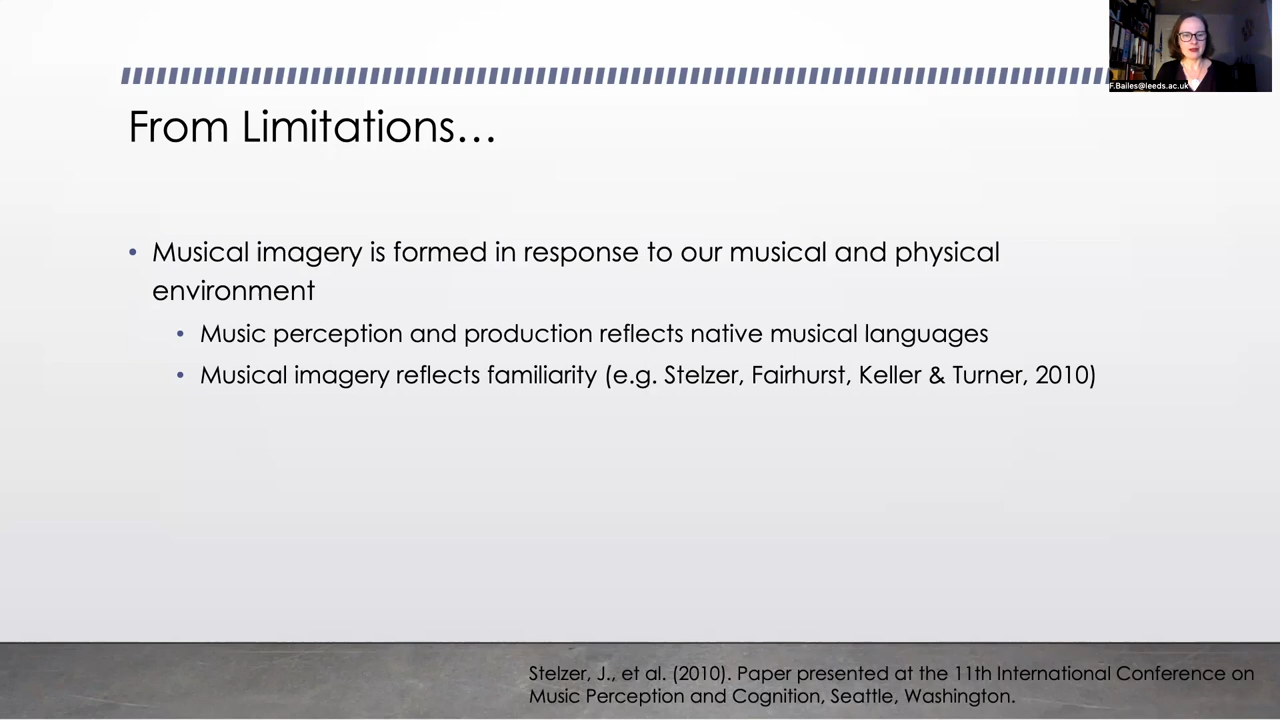 F.Bailes@leeds.ac.uk
From Limitations…
• Musical imagery is formed in response to our musical and physical
environment
• Music perception and production reflects native musical languages
• Musical imagery reflects familiarity (e.g. Stelzer, Fairhurst, Keller & Turner, 2010)
Stelzer, J., et al. (2010). Paper presented at the 11th International Conference on
Music Perception and Cognition, Seattle, Washington.